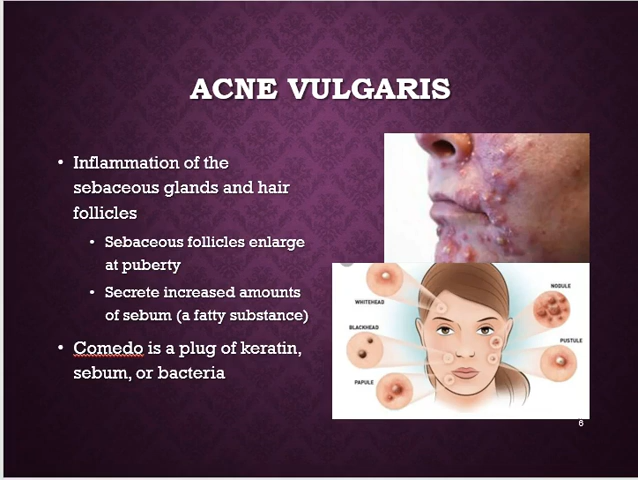 ACNE VULGARIS
• Inflammation of the
sebaceous glands and hair
follicles
• Sebaceous follicles enlarge
at puberty
• Secrete increased amounts
of sebum (a fatty substance)
• Comedo is a plug of keratin,
sebum, or bacteria
WHITEHEAD
BLACKHEAD
PAPULE
NODULE
PUSTULE
6